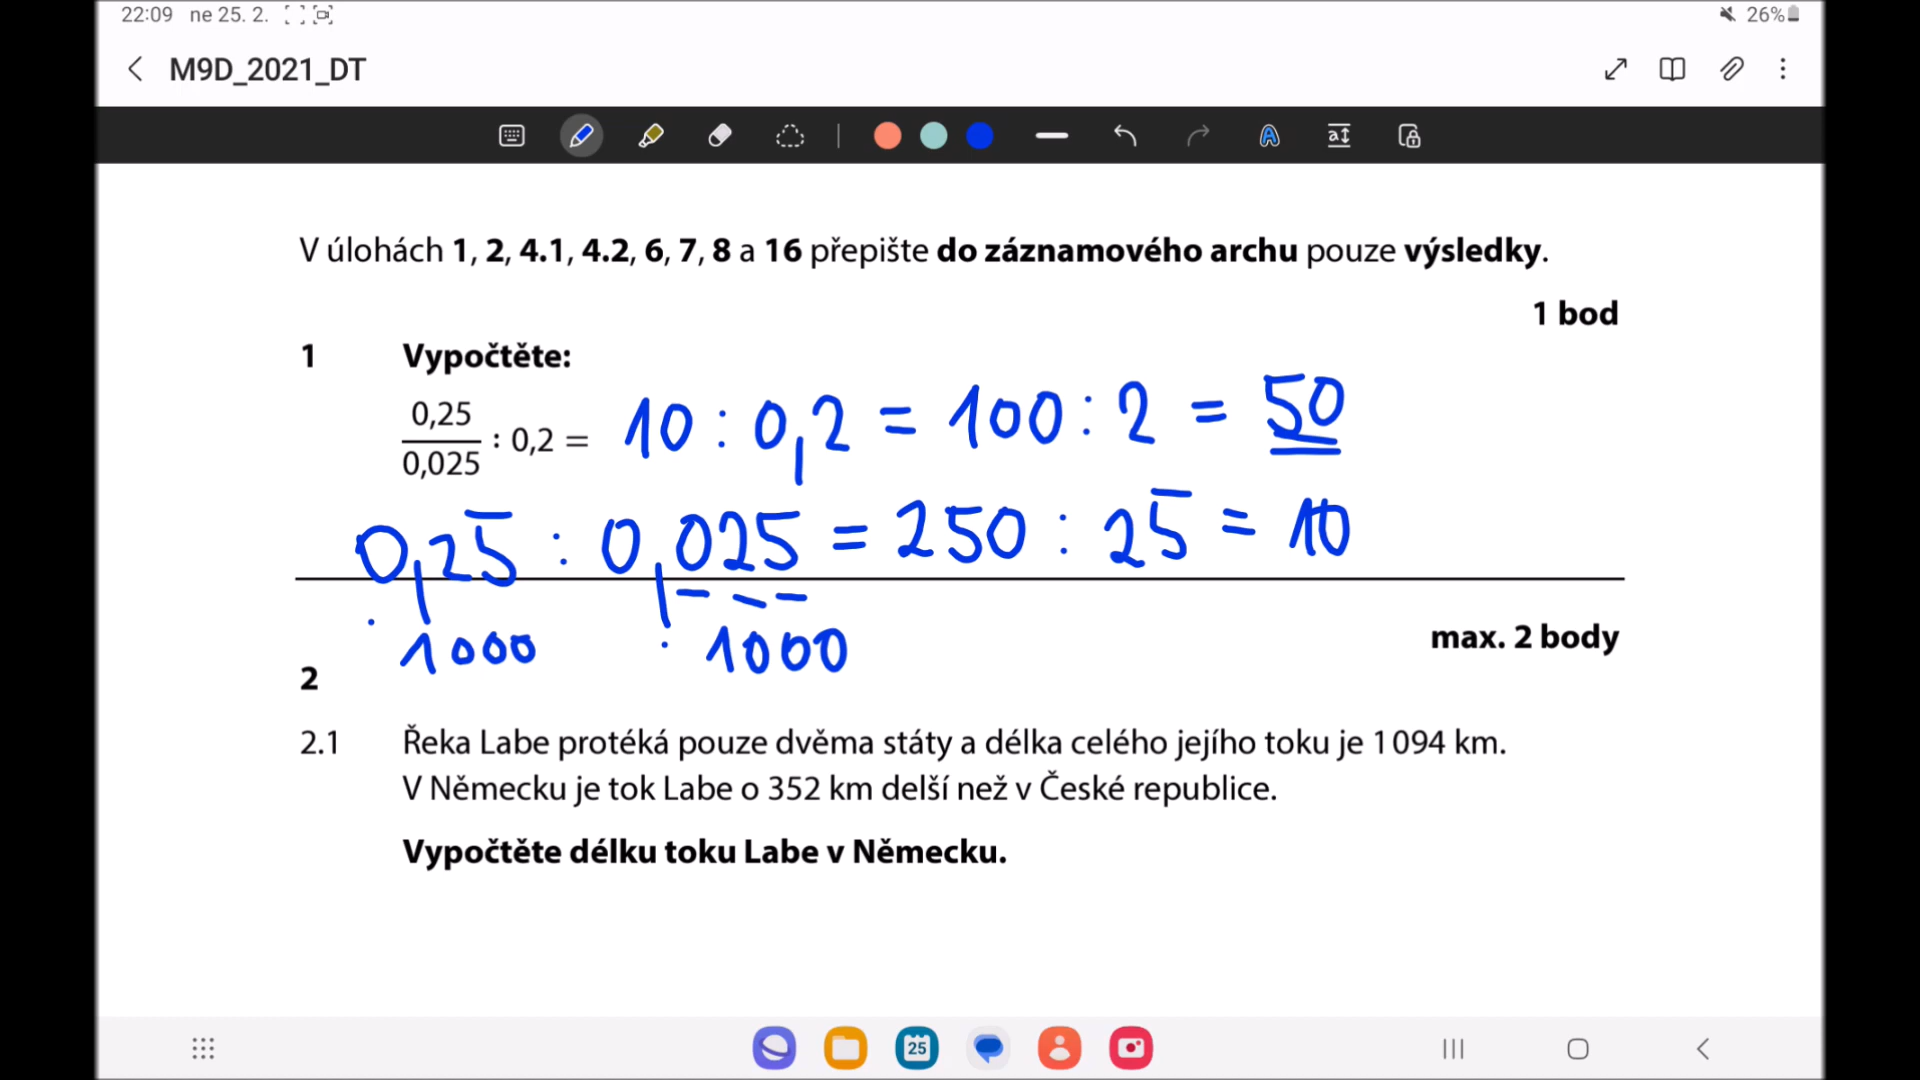 22:09 ne 25. 2. 26%
M9D_2021_DT
V úlohách 1, 2, 4.1, 4.2, 6, 7, 8 a 16 přepište do záznamového archu pouze výsledky.
1 bod
1 Vypočtěte:
0,25
0,025 : 0,2 = 10 : 0,2 = 100 : 2 = 50
0,25 : 0,025 = 250 : 25 = 10
· 1000 · 1000
max. 2 body
2
2.1 Řeka Labe protéká pouze dvěma státy a délka celého jejího toku je 1 094 km.
V Německu je tok Labe o 352 km delší než v České republice.
Vypočtěte délku toku Labe v Německu.
25